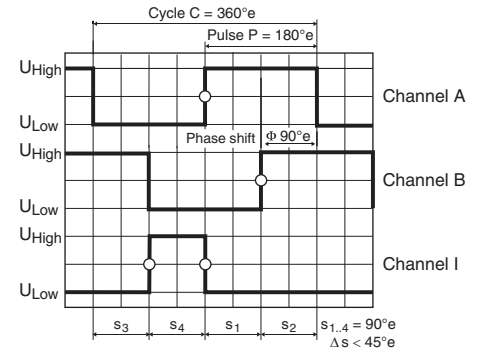 Cycle C = 360°e
Pulse P = 180°e
UHigh
Channel A
ULow
Phase shift Φ 90°e
UHigh
Channel B
ULow
UHigh
Channel I
ULow
s3 s4 s1 s2 s1..4 = 90°e
Δs < 45°e